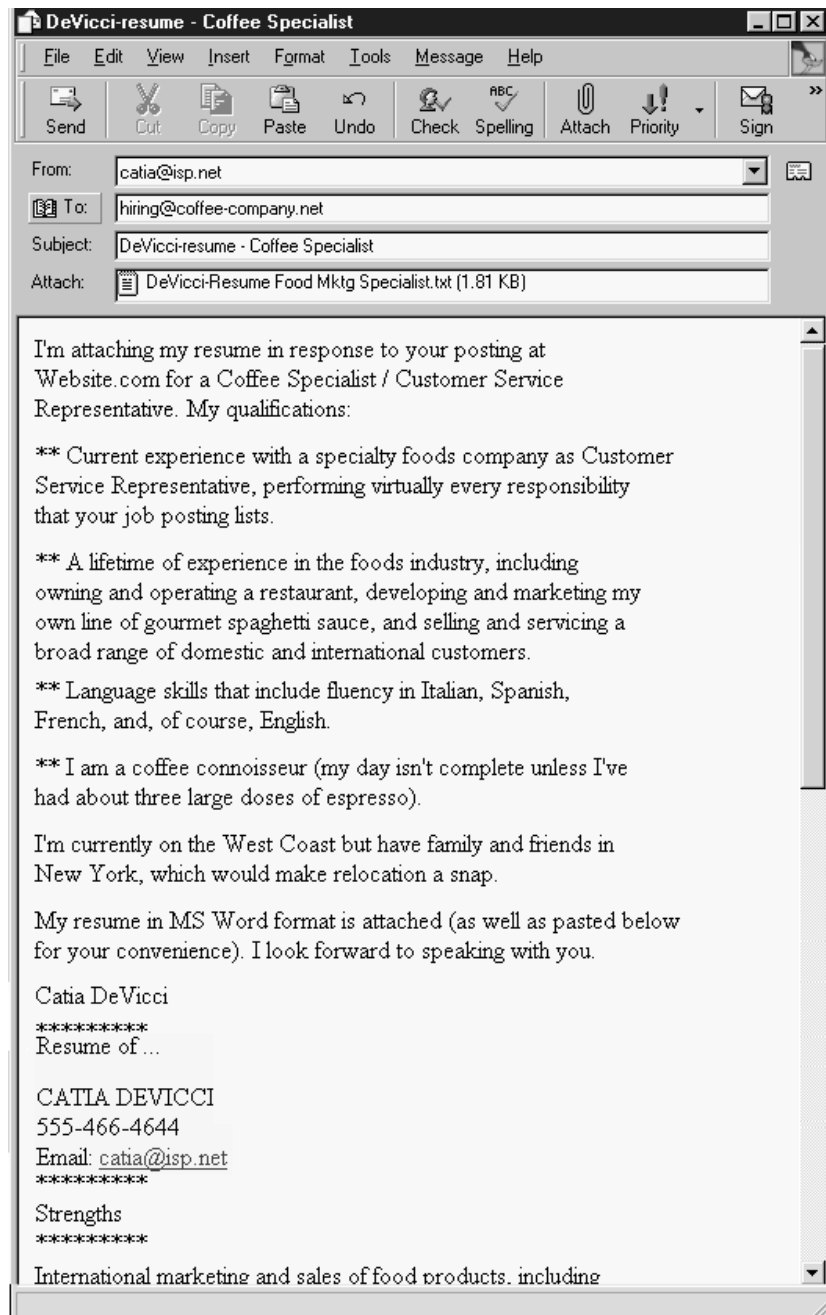 DeVicci-resume - Coffee Specialist
File Edit View Insert Format Tools Message Help
ABC
»
Send Cut Copy Paste Undo Check Spelling Attach Priority Sign
From: catia@isp.net
To: hiring@coffee-company.net
Subject: DeVicci-resume - Coffee Specialist
Attach: DeVicci-Resume Food Mktg Specialist.txt (1.81 KB)
I'm attaching my resume in response to your posting at
Website.com for a Coffee Specialist / Customer Service
Representative. My qualifications:
** Current experience with a specialty foods company as Customer
Service Representative, performing virtually every responsibility
that your job posting lists.
** A lifetime of experience in the foods industry, including
owning and operating a restaurant, developing and marketing my
own line of gourmet spaghetti sauce, and selling and servicing a
broad range of domestic and international customers.
** Language skills that include fluency in Italian, Spanish,
French, and, of course, English.
** I am a coffee connoisseur (my day isn't complete unless I've
had about three large doses of espresso).
I'm currently on the West Coast but have family and friends in
New York, which would make relocation a snap.
My resume in MS Word format is attached (as well as pasted below
for your convenience). I look forward to speaking with you.
Catia DeVicci
*********
Resume of ...
CATIA DEVICCI
555-466-4644
Email: catia@isp.net
*********
Strengths
*********
International marketing and sales of food products, including